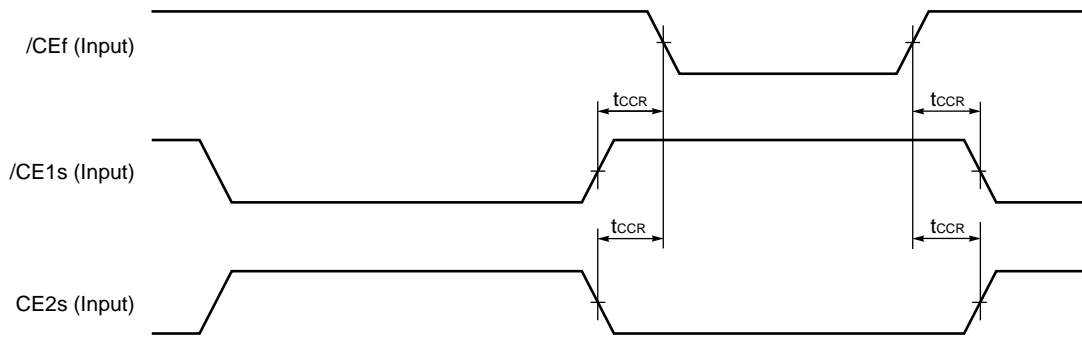 /CEf (Input)
tCCR tCCR
/CE1s (Input)
tCCR tCCR
CE2s (Input)